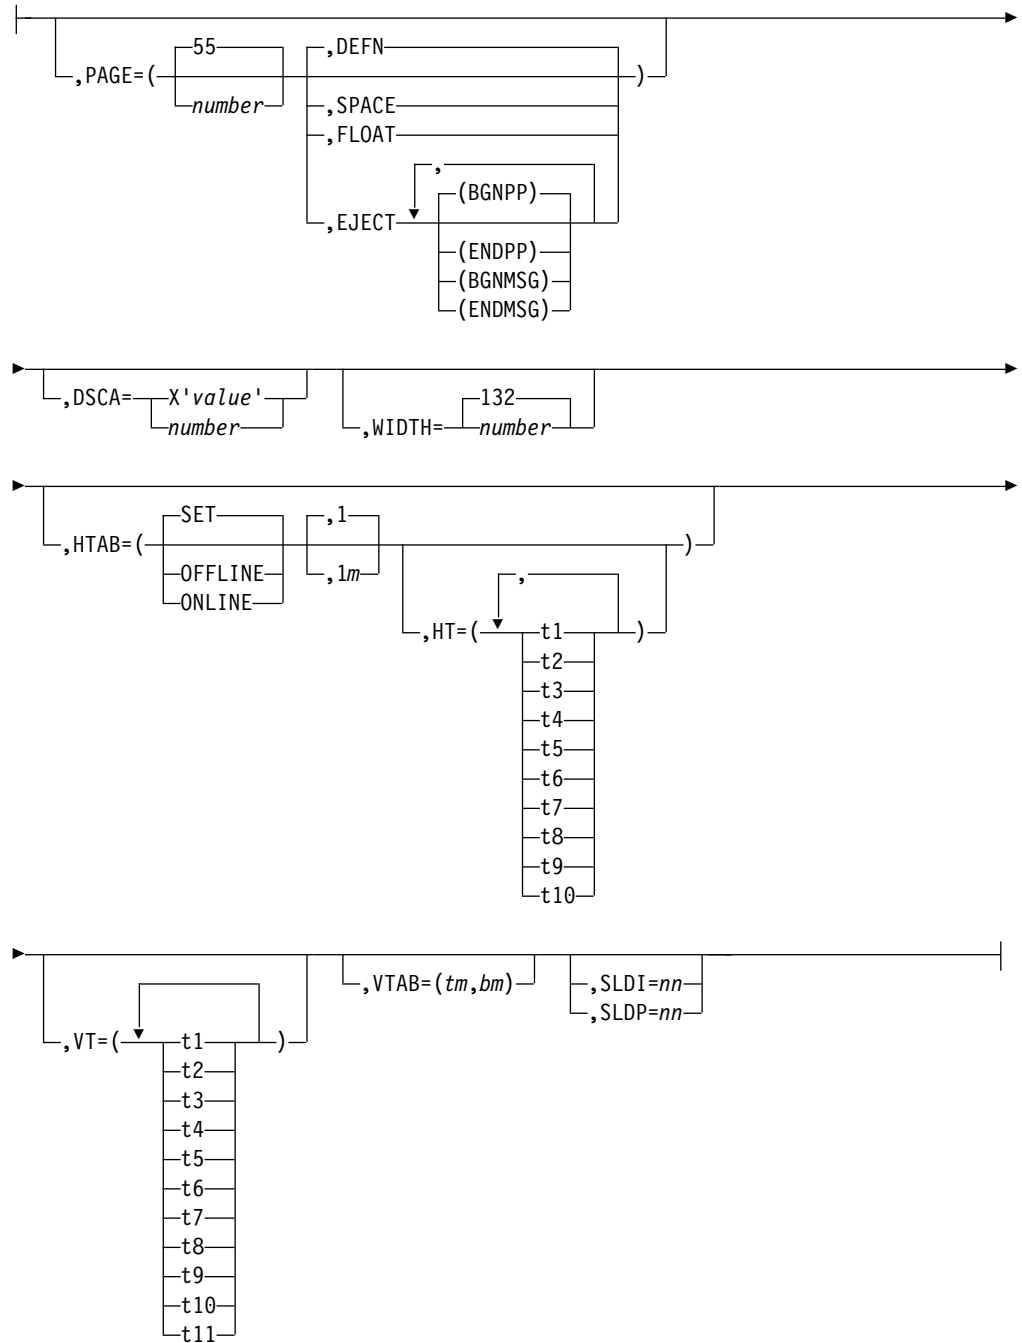 55 ,DEFN
,PAGE=( )
number
,SPACE
,FLOAT
,
(BGNPP)
,EJECT
(ENDPP)
(BGNMSG)
(ENDMSG)
,DSCA= X'value' 132
number ,WIDTH= number
SET ,1
,HTAB=( )
OFFLINE ,1m ,
ONLINE
,HT=( t1 )
t2
t3
t4
t5
t6
t7
t8
t9
t10
,VTAB=(tm,bm) ,SLDI=nn
,SLDP=nn
,VT=( t1 )
t2
t3
t4
t5
t6
t7
t8
t9
t10
t11